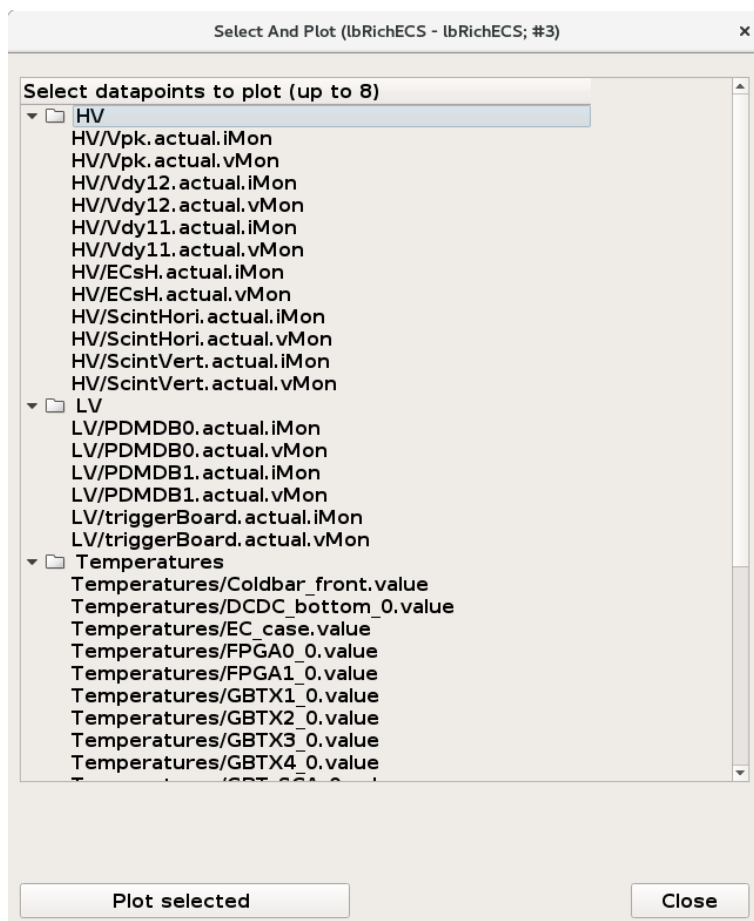 Select And Plot (lbRichECS - lbRichECS; #3)
Select datapoints to plot (up to 8)
HV
HV/Vpk.actual.iMon
HV/Vpk.actual.vMon
HV/Vdy12.actual.iMon
HV/Vdy12.actual.vMon
HV/Vdy11.actual.iMon
HV/Vdy11.actual.vMon
HV/ECsH.actual.iMon
HV/ECsH.actual.vMon
HV/ScintHori.actual.iMon
HV/ScintHori.actual.vMon
HV/ScintVert.actual.iMon
HV/ScintVert.actual.vMon
LV
LV/PDMDB0.actual.iMon
LV/PDMDB0.actual.vMon
LV/PDMDB1.actual.iMon
LV/PDMDB1.actual.vMon
LV/triggerBoard.actual.iMon
LV/triggerBoard.actual.vMon
Temperatures
Temperatures/Coldbar_front.value
Temperatures/DCDC_bottom_0.value
Temperatures/EC_case.value
Temperatures/FPGA0_0.value
Temperatures/FPGA1_0.value
Temperatures/GBTX1_0.value
Temperatures/GBTX2_0.value
Temperatures/GBTX3_0.value
Temperatures/GBTX4_0.value
Plot selected
Close